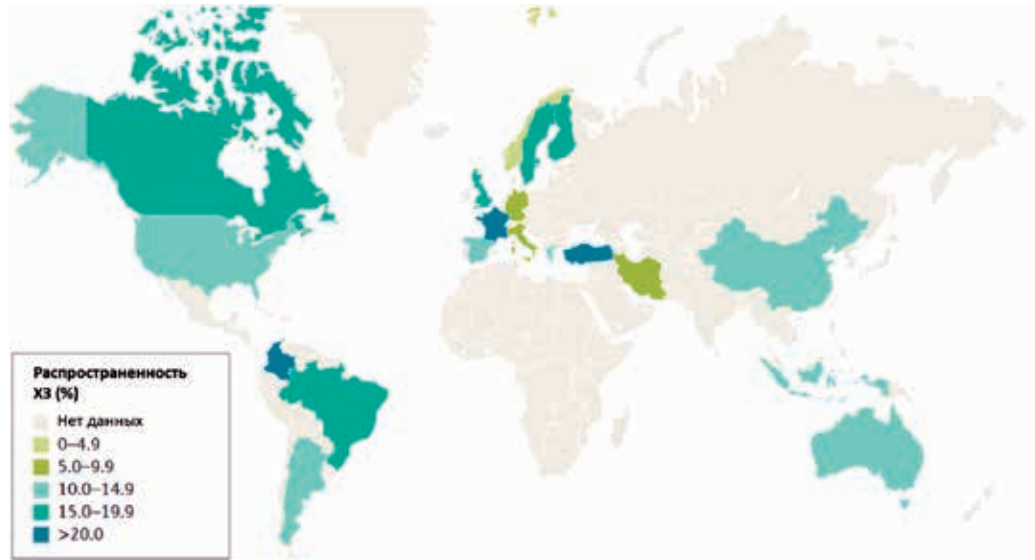 Распространенность
ХЗ (%)
Нет данных
0–4.9
5.0–9.9
10.0–14.9
15.0–19.9
>20.0